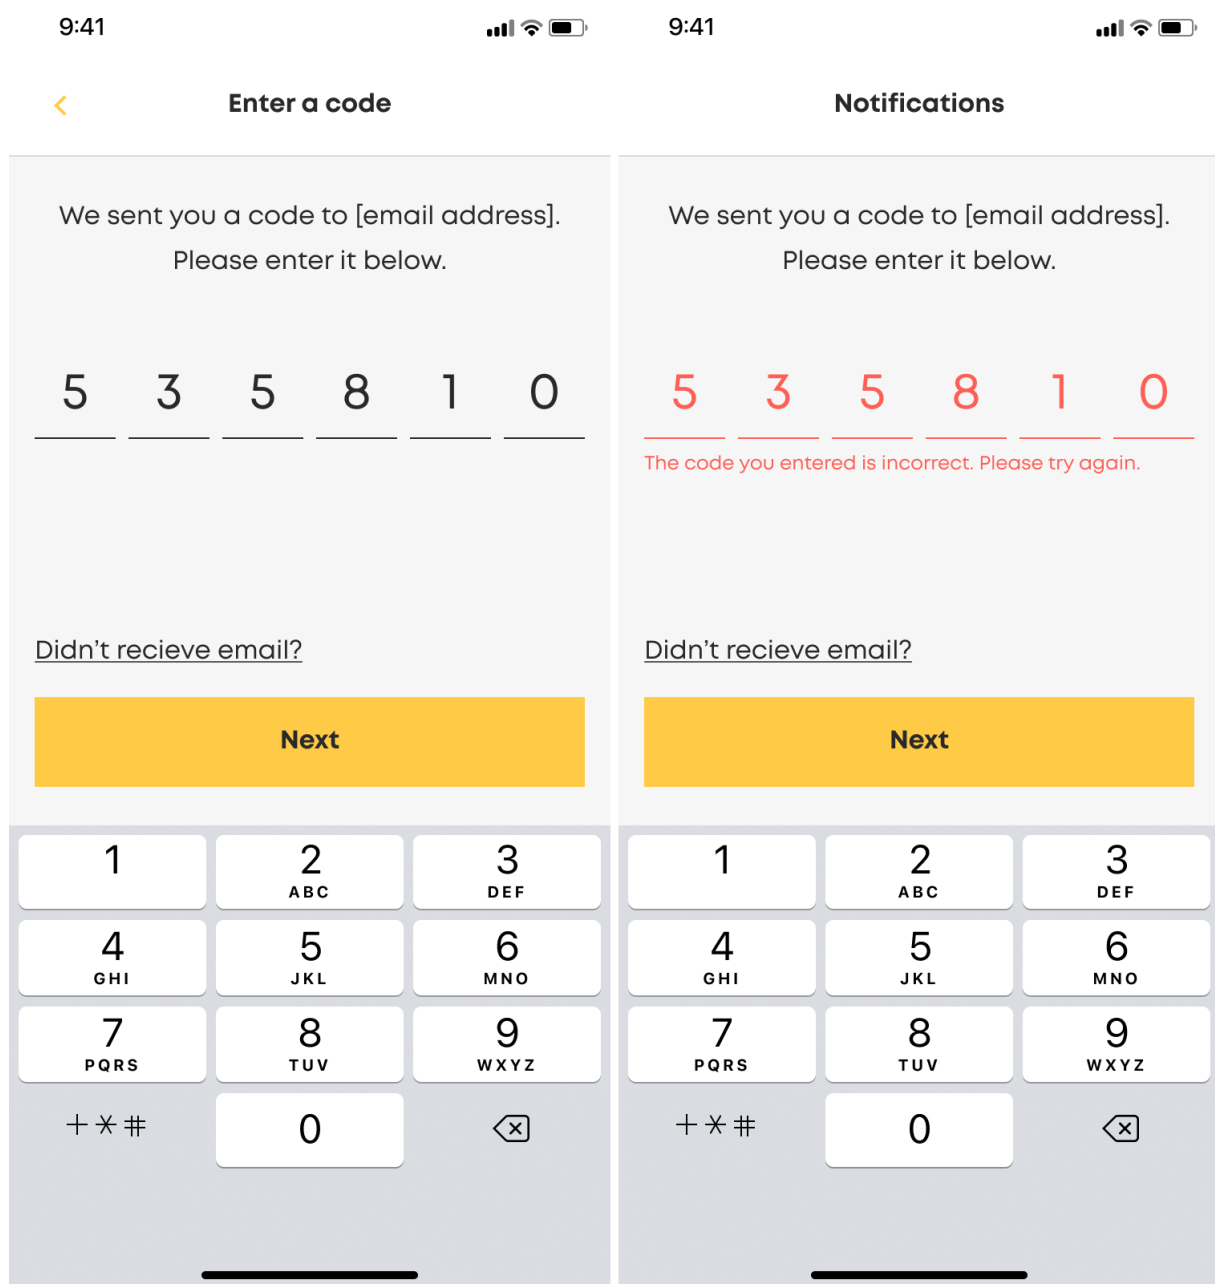 9:41
Enter a code
We sent you a code to [email address].
Please enter it below.
5 3 5 8 1 0
Didn't recieve email?
Next
1 2 3
ABC DEF
4 5 6
GHI JKL MNO
7 8 9
PQRS TUV WXYZ
+*# 0
9:41
Notifications
We sent you a code to [email address].
Please enter it below.
5 3 5 8 1 0
The code you entered is incorrect. Please try again.
Didn't recieve email?
Next
1 2 3
ABC DEF
4 5 6
GHI JKL MNO
7 8 9
PQRS TUV WXYZ
+*# 0